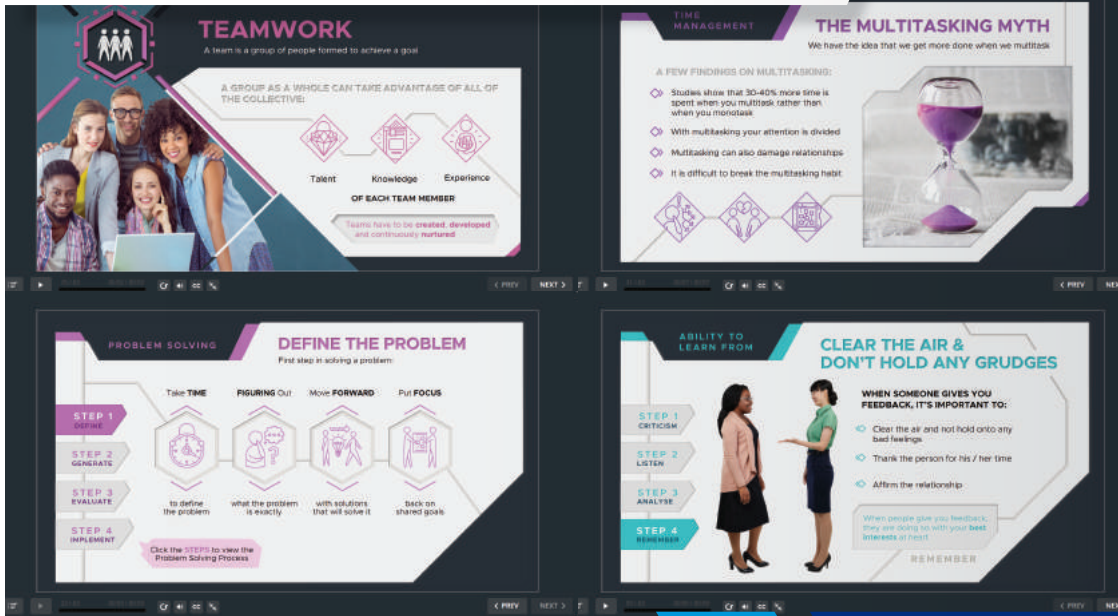 TEAMWORK
A team is a group of people formed to achieve a goal
A GROUP AS A WHOLE CAN TAKE ADVANTAGE OF ALL OF
THE COLLECTIVE:
Talent
Knowledge
Experience
OF EACH TEAM MEMBER
Teams have to be created, developed
and continuously nurtured
< PREV
NEXT >
TIME
MANAGEMENT
THE MULTITASKING MYTH
We have the idea that we get more done when we multitask
A FEW FINDINGS ON MULTITASKING:
Studies show that 30-40% more time is
spent when you multitask rather than
when you monotask
With multitasking your attention is divided
Multitasking can also damage relationships
It is difficult to break the multitasking habit
< PREV
NEX
PROBLEM SOLVING
DEFINE THE PROBLEM
First step in solving a problem:
STEP 1
DEFINE
STEP 2
GENERATE
STEP 3
EVALUATE
STEP 4
IMPLEMENT
Take TIME
to define
the problem
FIGURING Out
what the problem
is exactly
Move FORWARD
with solutions
that will solve it
Put FOCUS
back on
shared goals
Click the STEPS to view the
Problem Solving Process
< PREV
NEXT >
ABILITY TO
LEARN FROM
CLEAR THE AIR &
DON'T HOLD ANY GRUDGES
STEP 1
CRITICISM
STEP 2
LISTEN
STEP 3
ANALYSE
STEP 4
REMEMBER
WHEN SOMEONE GIVES YOU
FEEDBACK, IT'S IMPORTANT TO:
Clear the air and not hold onto any
bad feelings
Thank the person for his / her time
Affirm the relationship
When people give you feedback,
they are doing so with your best
interests at heart
REMEMBER
< PREV
NEX